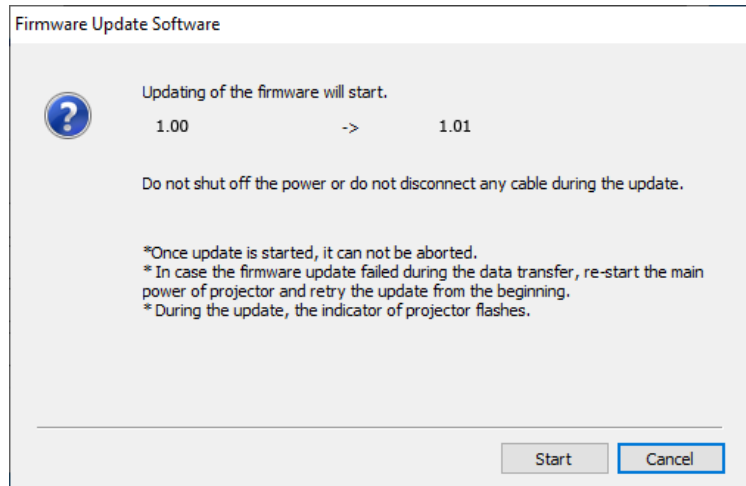 Firmware Update Software
Updating of the firmware will start.
1.00 -> 1.01
Do not shut off the power or do not disconnect any cable during the update.
*Once update is started, it can not be aborted.
* In case the firmware update failed during the data transfer, re-start the main
power of projector and retry the update from the beginning.
* During the update, the indicator of projector flashes.
Start Cancel